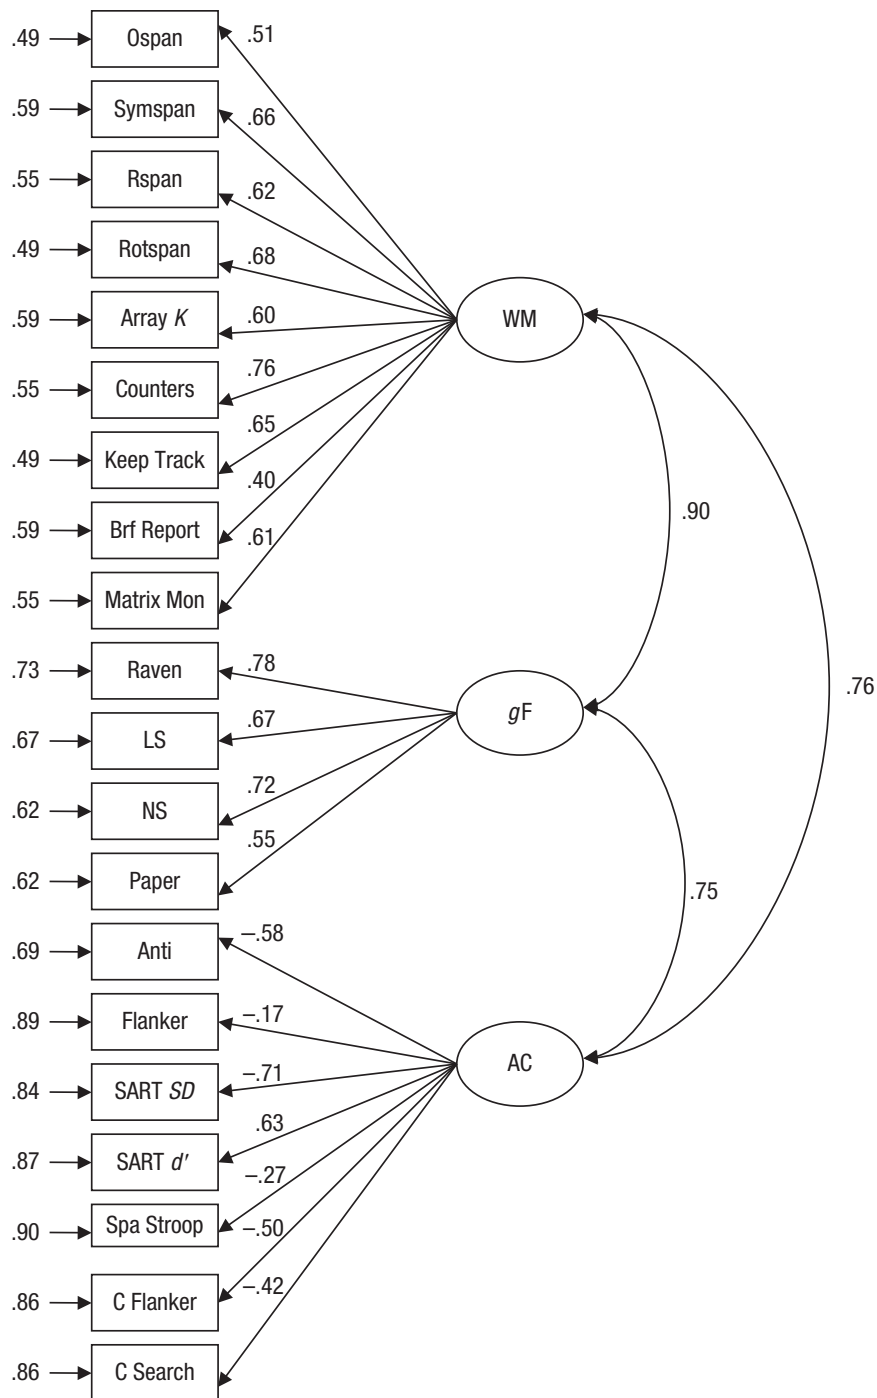 .49 Ospan .51
.59 Symspan .66
.55 Rspan .62
.49 Rotspan .68
.59 Array K .60 WM
.55 Counters .76
.49 Keep Track .65
.40
.59 Brf Report .90
.61
.55 Matrix Mon
.73 Raven .78
.76
.67 LS .67 gF
.62 NS .72
.55
.62 Paper .75
.69 Anti –.58
.89 Flanker –.17
.84 SART SD –.71 AC
.63
.87 SART d'
–.27
.90 Spa Stroop –.50
–.42
.86 C Flanker
.86 C Search